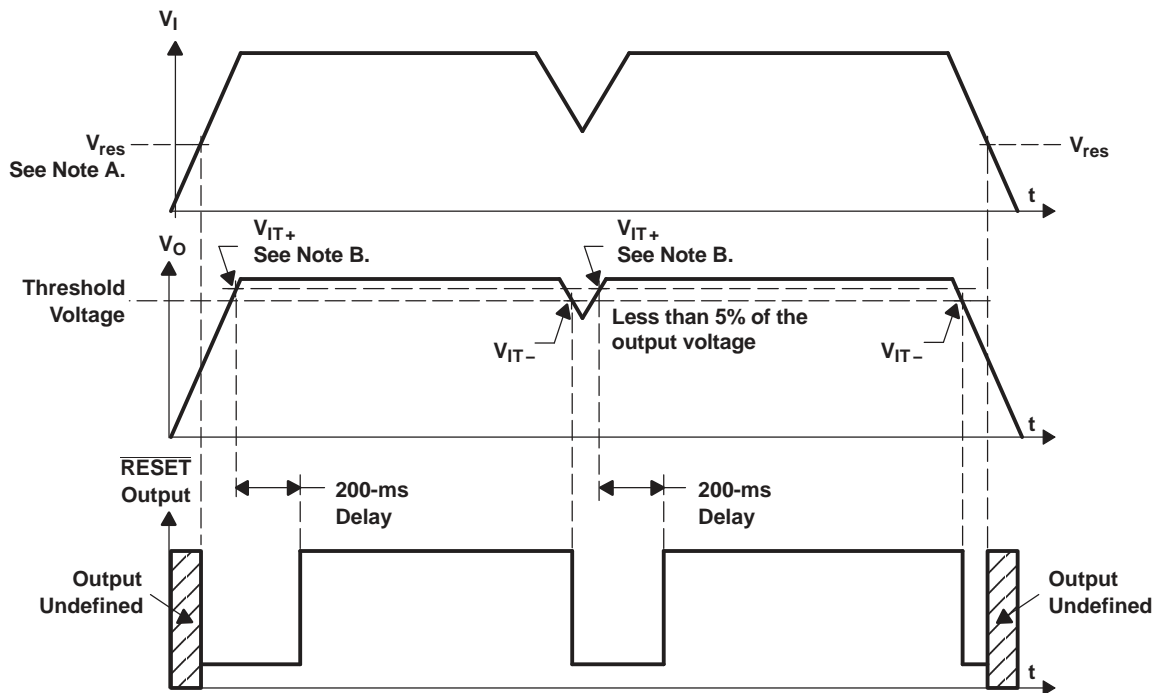 VI
Vres
See Note A.
Vres
t
VO
VIT+
See Note B.
VIT+
See Note B.
Threshold
Voltage
Less than 5% of the
output voltage
VIT–
VIT–
t
RESET
Output
200-ms
Delay
200-ms
Delay
Output
Undefined
Output
Undefined
t